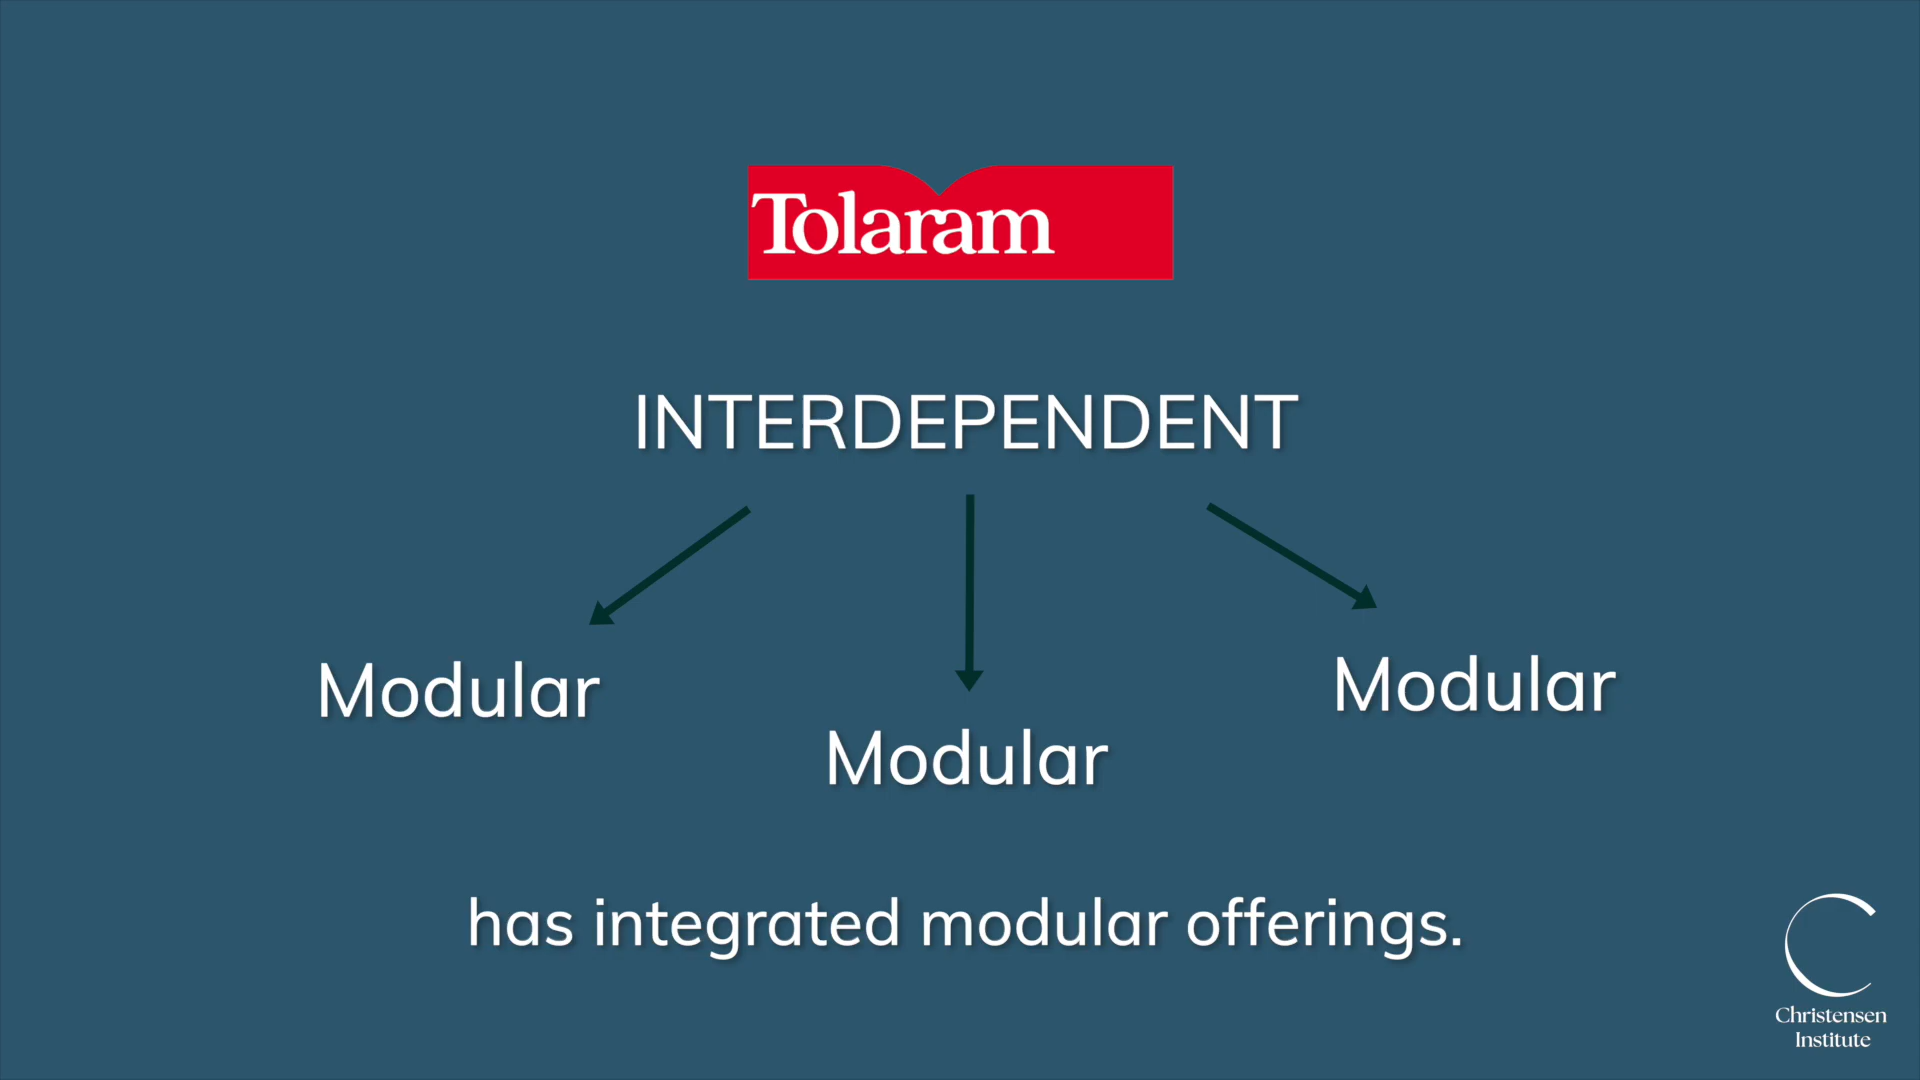 Tolaram
INTERDEPENDENT
Modular
Modular
Modular
has integrated modular offerings.
Christensen
Institute